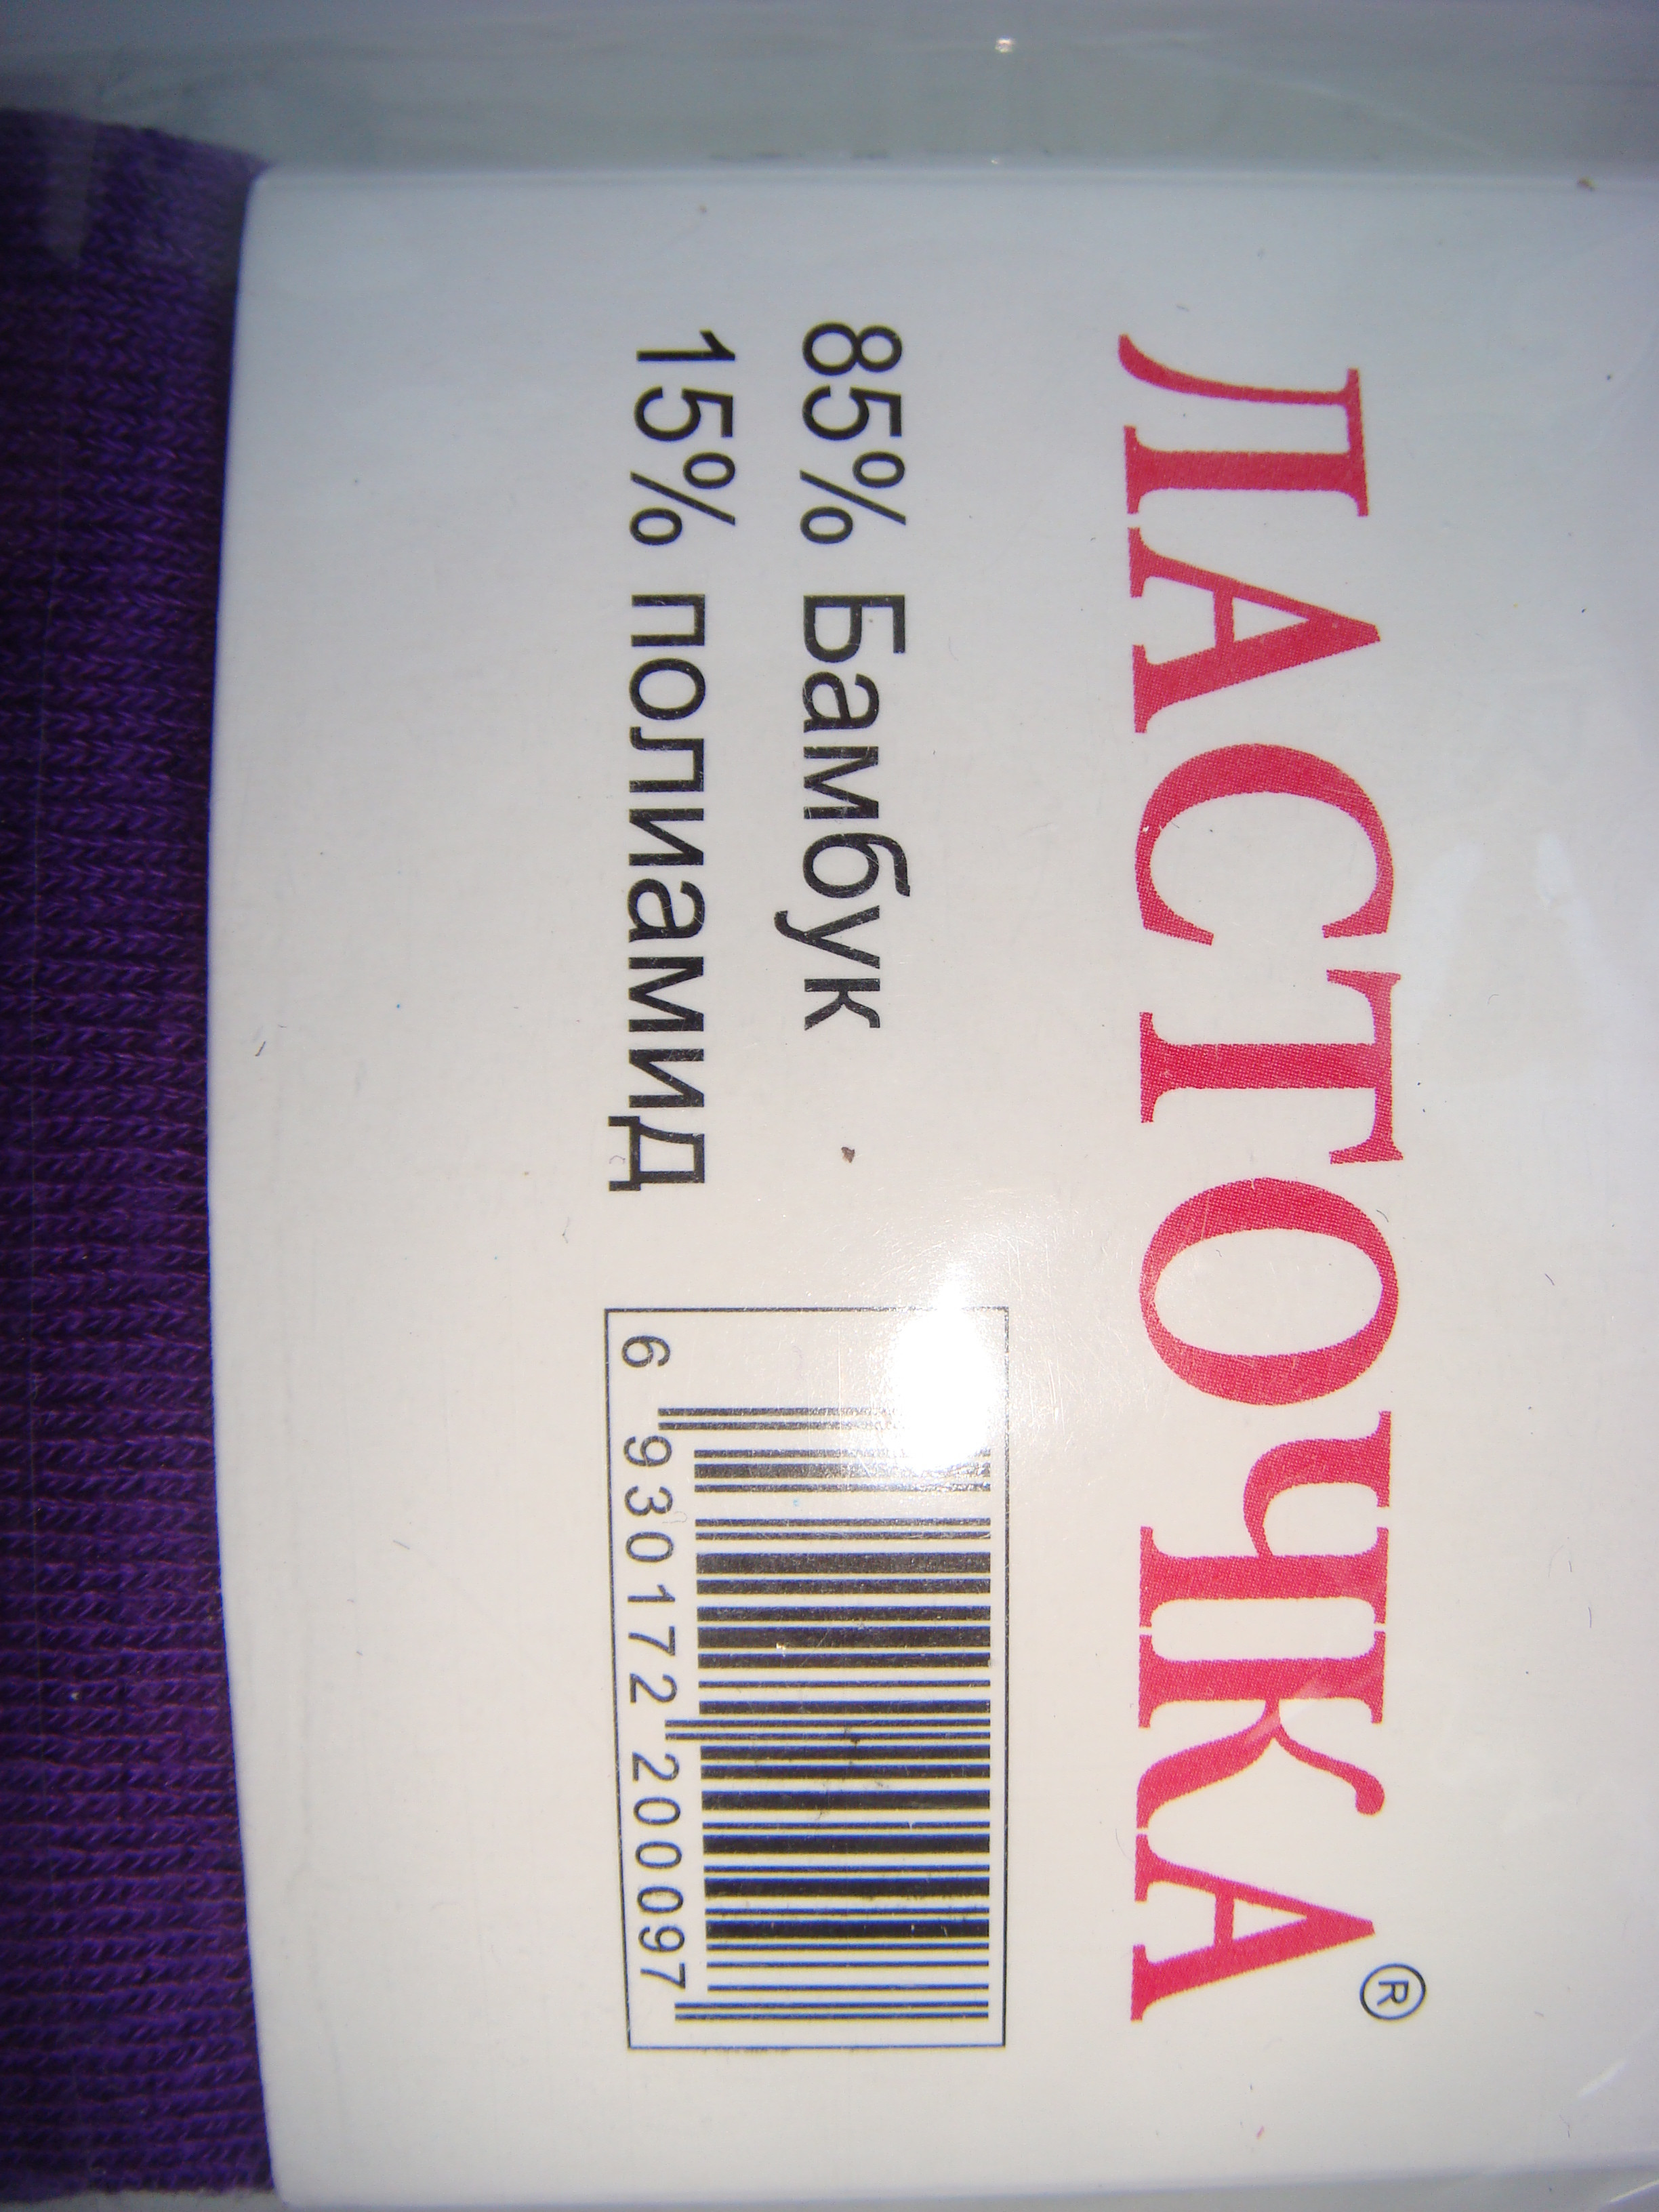 ЛАСТОЧКА®
85% Бамбук
15% полиамид
6 930172 200097